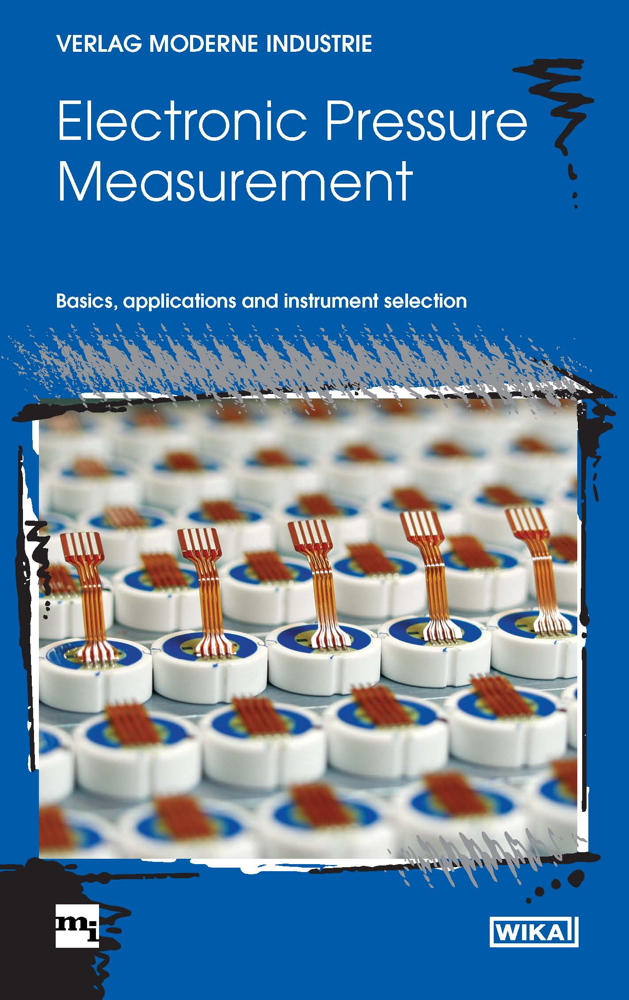 VERLAG MODERNE INDUSTRIE
Electronic Pressure
Measurement
Basics, applications and instrument selection
mi
WIKA